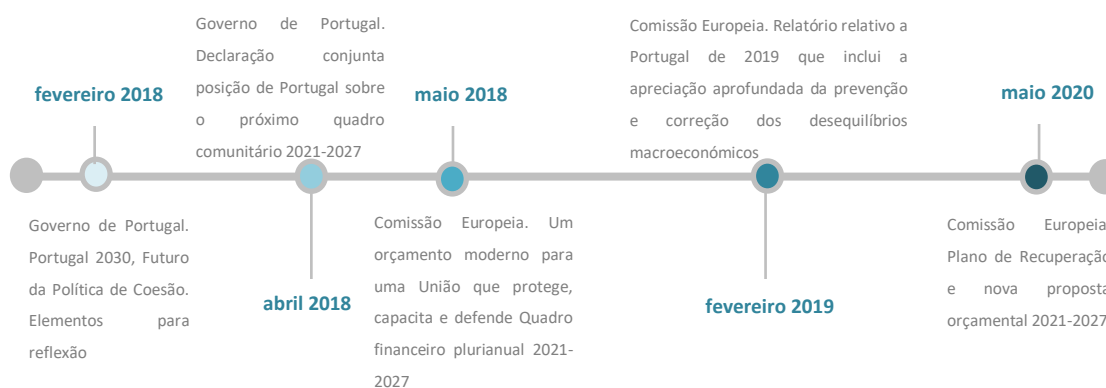 fevereiro 2018
Governo de Portugal.
Portugal 2030, Futuro
da Política de Coesão.
Elementos para
reflexão
Governo de Portugal.
Declaração conjunta
posição de Portugal sobre
o próximo quadro
comunitário 2021-2027
abril 2018
maio 2018
Comissão Europeia. Um
orçamento moderno para
uma União que protege,
capacita e defende Quadro
financeiro plurianual 2021-
2027
Comissão Europeia. Relatório relativo a
Portugal de 2019 que inclui a
apreciação aprofundada da prevenção
e correção dos desequilíbrios
macroeconómicos
fevereiro 2019
maio 2020
Comissão Europeia
Plano de Recuperação
e nova proposta
orçamental 2021-2027